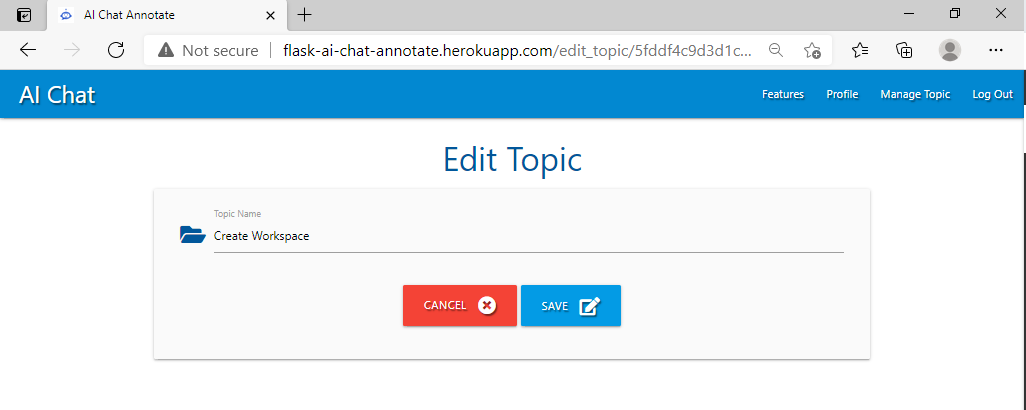 AI Chat Annotate
Not secure | flask-ai-chat-annotate.herokuapp.com/edit_topic/5fddf4c9d3d1c...
AI Chat
Features Profile Manage Topic Log Out
Edit Topic
Topic Name
Create Workspace
CANCEL SAVE